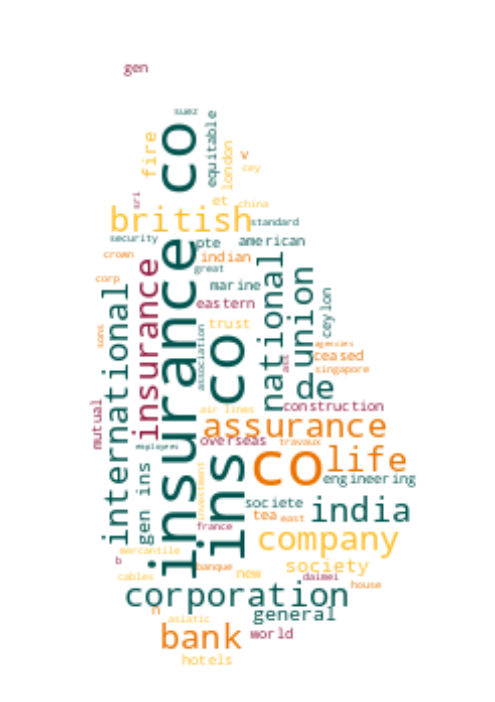 gen
suez
co
equitable
fire
london
v
cey
sri
et
china
british
standard
security
pte
american
crown
indian
great
insurance co
insurance
national
union
marine
corp
international
eastern
ceylon
trust
sons
association
agencies
ceased
ast
singapore
de
air lines
construction
mutual
assurance
overseas
travaux
employees
ins co
co
life
gen ins
investment
engineering
societe
india
tea
east
france
company
mercantile
b
banque
society
cables
new
daimei
house
corporation
n
general
asiatic
bank
world
hotels